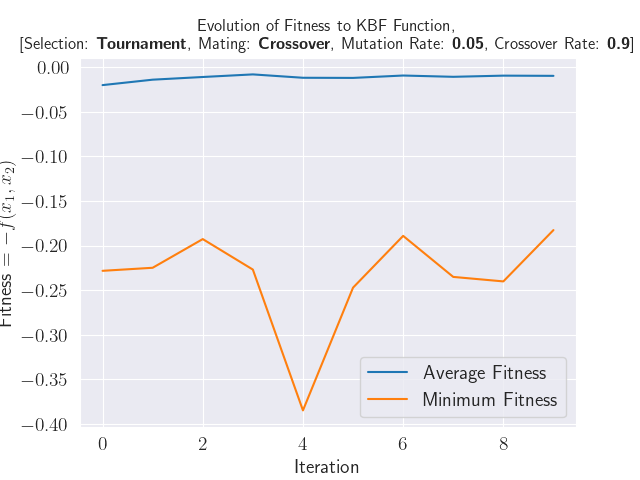 Evolution of Fitness to KBF Function,
[Selection: Tournament, Mating: Crossover, Mutation Rate: 0.05, Crossover Rate: 0.9]
0.00
−0.05
−0.10
−0.15
−0.20
−0.25
−0.30
−0.35
−0.40
Fitness = −f(x₁, x₂)
Average Fitness
Minimum Fitness
0 2 4 6 8
Iteration